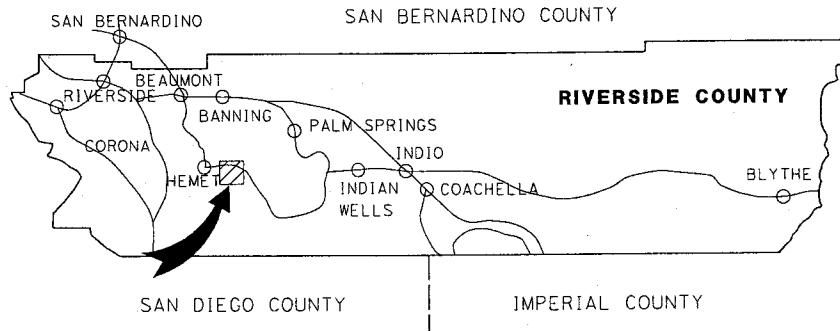 SAN BERNARDINO COUNTY
SAN BERNARDINO
BEAUMONT
RIVERSIDE
BANNING
RIVERSIDE COUNTY
PALM SPRINGS
CORONA
INDIO
HEMET
INDIAN
WELLS
COACHELLA
BLYTHE
SAN DIEGO COUNTY
IMPERIAL COUNTY